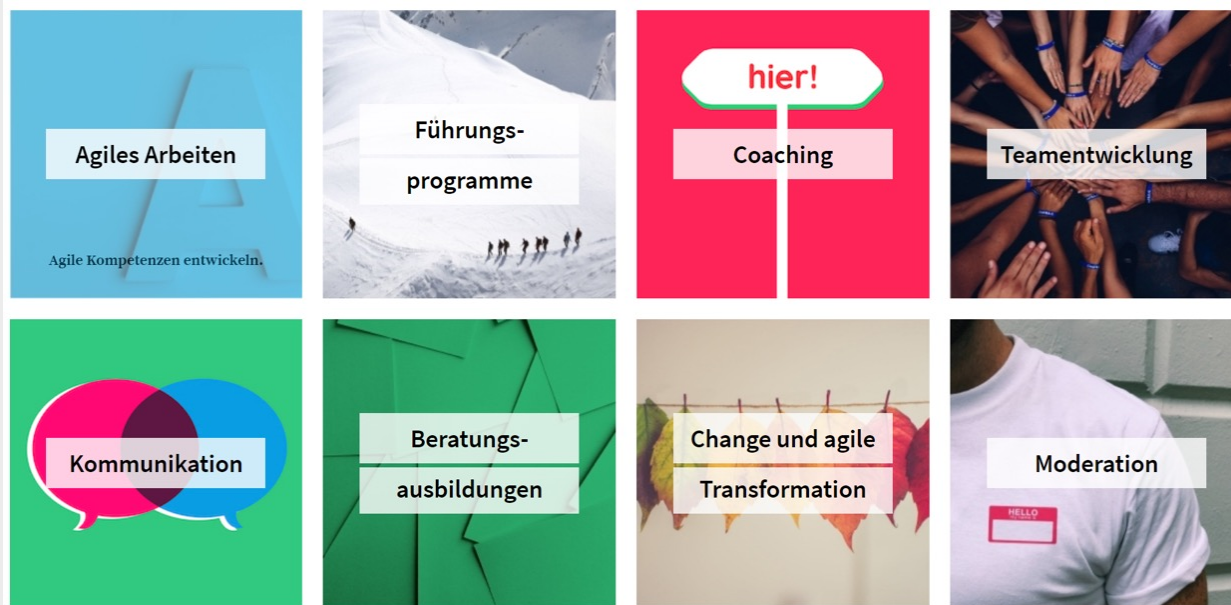 hier!
Agiles Arbeiten
Führungs-
programme
Coaching
Teamentwicklung
Agile Kompetenzen entwickeln.
Kommunikation
Beratungs-
ausbildungen
Change und agile
Transformation
Moderation
HELLO